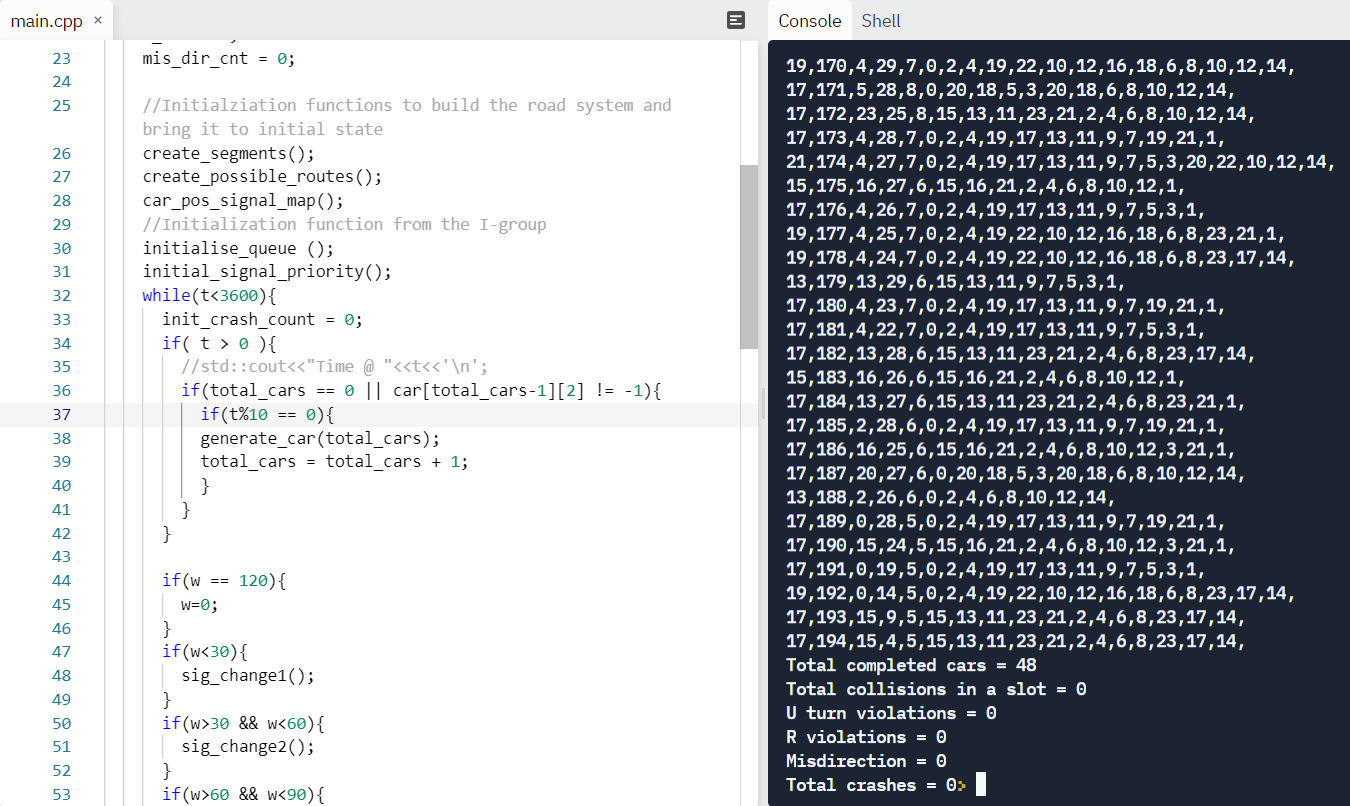 main.cpp ×
23 mis_dir_cnt = 0;
24
25 //Initialziation functions to build the road system and
bring it to initial state
26 create_segments();
27 create_possible_routes();
28 car_pos_signal_map();
29 //Initialization function from the I-group
30 initialise_queue ();
31 initial_signal_priority();
32 while(t<3600){
33 init_crash_count = 0;
34 if( t > 0 ){
35 //std::cout<<"Time @ "<<t<<'\n';
36 if(total_cars == 0 || car[total_cars-1][2] != -1){
37 if(t%10 == 0){
38 generate_car(total_cars);
39 total_cars = total_cars + 1;
40 }
41 }
42 }
43
44 if(w == 120){
45 w=0;
46 }
47 if(w<30){
48 sig_change1();
49 }
50 if(w>30 && w<60){
51 sig_change2();
52 }
53 if(w>60 && w<90){
Console Shell
19,170,4,29,7,0,2,4,19,22,10,12,16,18,6,8,10,12,14,
17,171,5,28,8,0,20,18,5,3,20,18,6,8,10,12,14,
17,172,23,25,8,15,13,11,23,21,2,4,6,8,10,12,14,
17,173,4,28,7,0,2,4,19,17,13,11,9,7,19,21,1,
21,174,4,27,7,0,2,4,19,17,13,11,9,7,5,3,20,22,10,12,14,
15,175,16,27,6,15,16,21,2,4,6,8,10,12,1,
17,176,4,26,7,0,2,4,19,17,13,11,9,7,5,3,1,
19,177,4,25,7,0,2,4,19,22,10,12,16,18,6,8,23,21,1,
19,178,4,24,7,0,2,4,19,22,10,12,16,18,6,8,23,17,14,
13,179,13,29,6,15,13,11,9,7,5,3,1,
17,180,4,23,7,0,2,4,19,17,13,11,9,7,19,21,1,
17,181,4,22,7,0,2,4,19,17,13,11,9,7,5,3,1,
17,182,13,28,6,15,13,11,23,21,2,4,6,8,23,17,14,
15,183,16,26,6,15,16,21,2,4,6,8,10,12,1,
17,184,13,27,6,15,13,11,23,21,2,4,6,8,23,21,1,
17,185,2,28,6,0,2,4,19,17,13,11,9,7,19,21,1,
17,186,16,25,6,15,16,21,2,4,6,8,10,12,3,21,1,
17,187,20,27,6,0,20,18,5,3,20,18,6,8,10,12,14,
13,188,2,26,6,0,2,4,6,8,10,12,14,
17,189,0,28,5,0,2,4,19,17,13,11,9,7,19,21,1,
17,190,15,24,5,15,16,21,2,4,6,8,10,12,3,21,1,
17,191,0,19,5,0,2,4,19,17,13,11,9,7,5,3,1,
19,192,0,14,5,0,2,4,19,22,10,12,16,18,6,8,23,17,14,
17,193,15,9,5,15,13,11,23,21,2,4,6,8,23,17,14,
17,194,15,4,5,15,13,11,23,21,2,4,6,8,23,17,14,
Total completed cars = 48
Total collisions in a slot = 0
U turn violations = 0
R violations = 0
Misdirection = 0
Total crashes = 0>